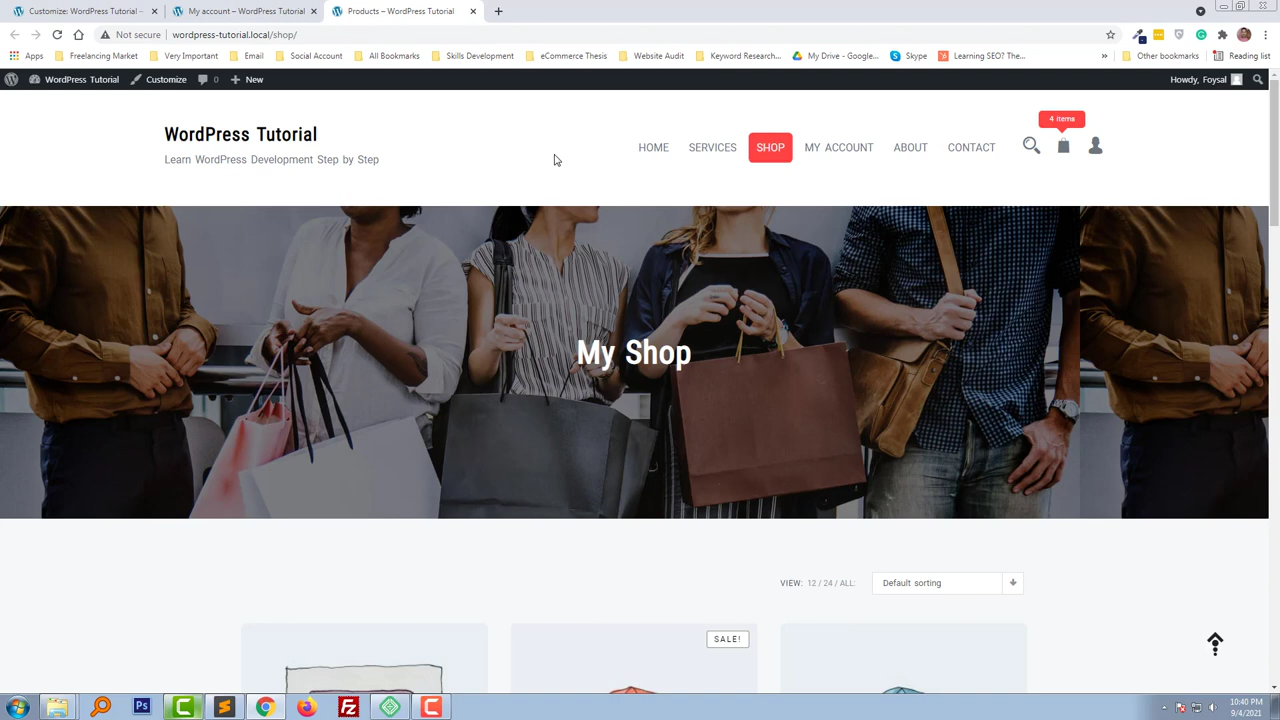 Customize: WordPress Tutorial –
My account – WordPress Tutorial
Products – WordPress Tutorial
Not secure
wordpress-tutorial.local/shop/
Apps
Freelancing Market
Very Important
Email
Social Account
All Bookmarks
Skills Development
eCommerce Thesis
Website Audit
Keyword Research...
My Drive - Google...
Skype
Learning SEO? The...
»
Other bookmarks
Reading list
WordPress Tutorial
Customize
0
New
Howdy, Foysal
WordPress Tutorial
Learn WordPress Development Step by Step
4 items
HOME
SERVICES
SHOP
MY ACCOUNT
ABOUT
CONTACT
My Shop
VIEW: 12 / 24 / ALL:
Default sorting
SALE!
Ps
Fz
10:40 PM
9/4/2021